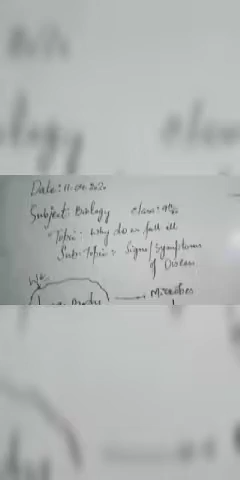 Date: 11.04.2020
Subject: Biology Class: 9th
Topic: Why do we fall ill
Sub-Topic: Signs/Symptoms
of Disease
Microbes
Body